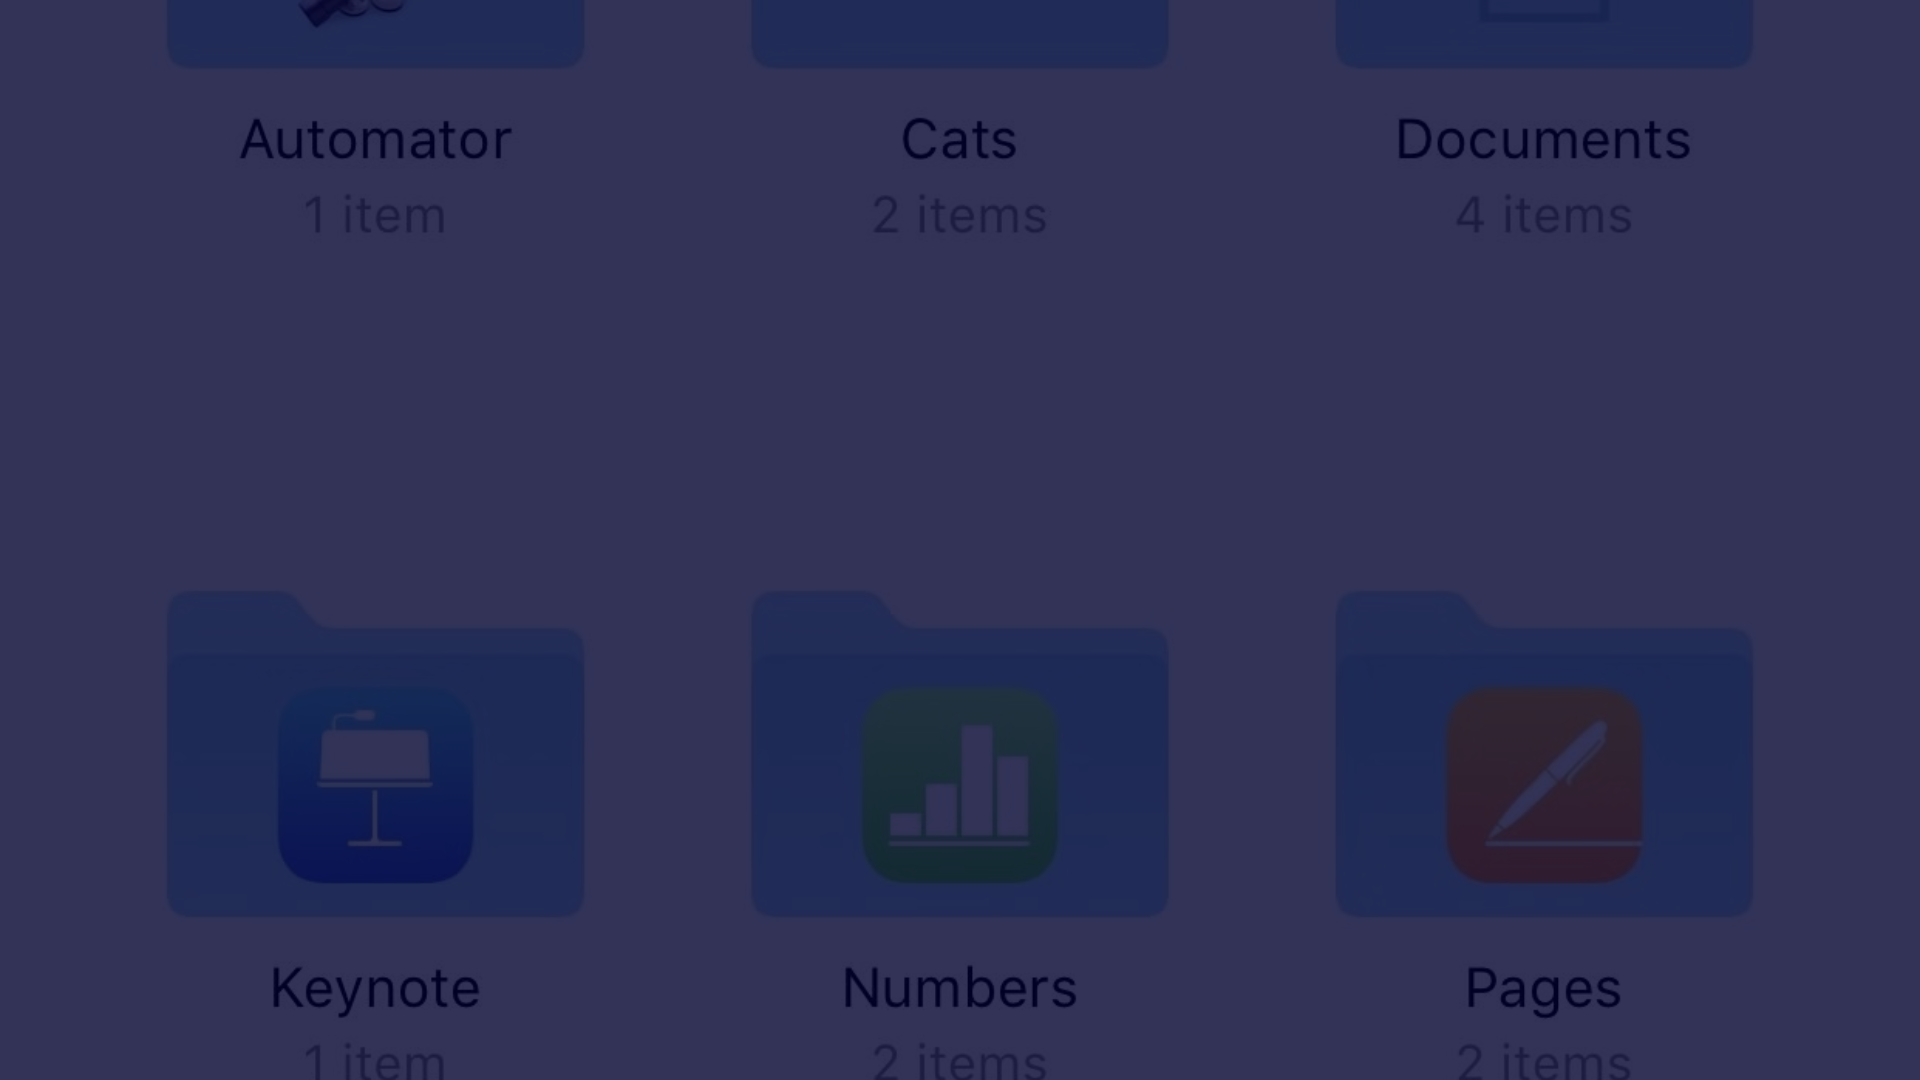 Automator Cats Documents
1 item 2 items 4 items
Keynote Numbers Pages
1 item 2 items 2 items